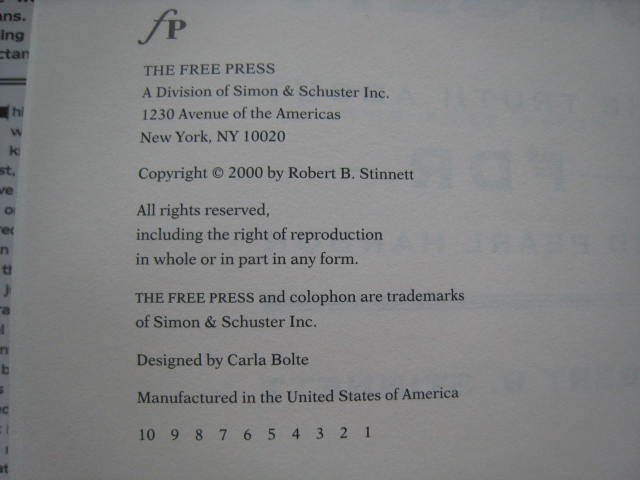 fP
THE FREE PRESS
A Division of Simon & Schuster Inc.
1230 Avenue of the Americas
New York, NY 10020
Copyright © 2000 by Robert B. Stinnett
All rights reserved,
including the right of reproduction
in whole or in part in any form.
THE FREE PRESS and colophon are trademarks
of Simon & Schuster Inc.
Designed by Carla Bolte
Manufactured in the United States of America
10 9 8 7 6 5 4 3 2 1
TRUTH
FDR
PEARL